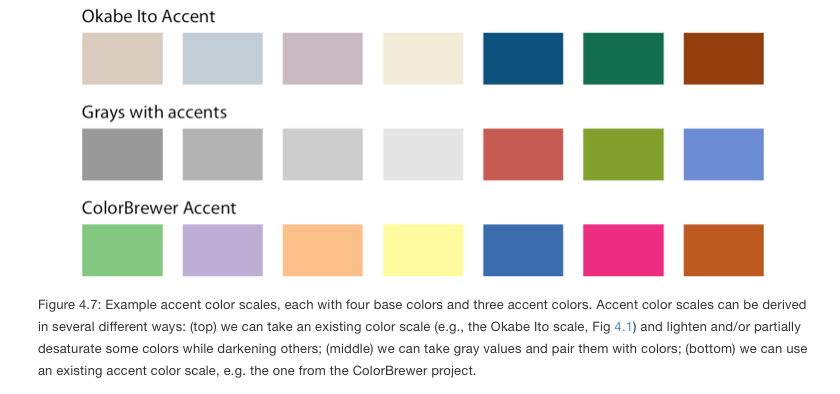 Okabe Ito Accent
Grays with accents
ColorBrewer Accent
Figure 4.7: Example accent color scales, each with four base colors and three accent colors. Accent color scales can be derived
in several different ways: (top) we can take an existing color scale (e.g., the Okabe Ito scale, Fig 4.1) and lighten and/or partially
desaturate some colors while darkening others; (middle) we can take gray values and pair them with colors; (bottom) we can use
an existing accent color scale, e.g. the one from the ColorBrewer project.